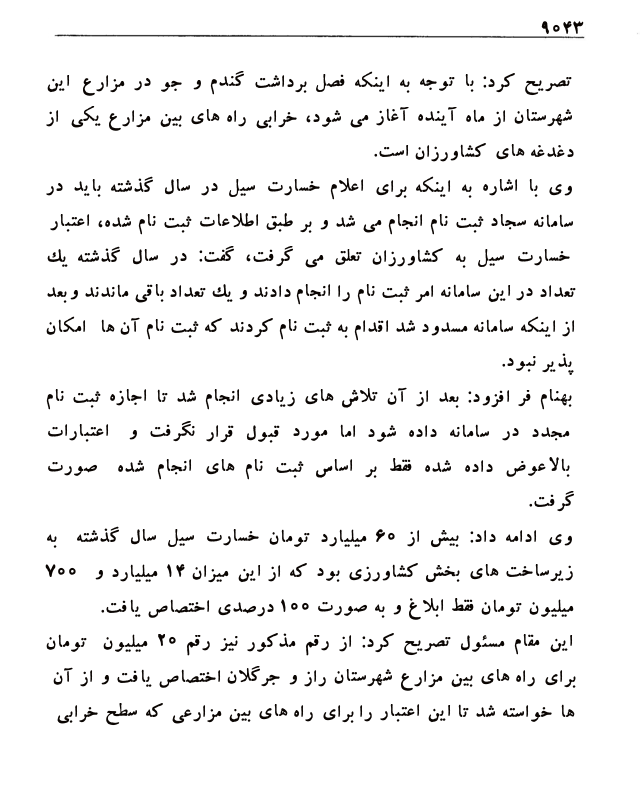 ۹۰۴۳
تصریح کرد: با توجه به اینکه فصل برداشت گندم و جو در مزارع این
شهرستان از ماه آینده آغاز می شود، خرابی راه های بین مزارع یکی از
دغدغه های کشاورزان است.
وی با اشاره به اینکه برای اعلام خسارت سیل در سال گذشته باید در
سامانه سجاد ثبت نام انجام می شد و بر طبق اطلاعات ثبت نام شده، اعتبار
خسارت سیل به کشاورزان تعلق می گرفت، گفت: در سال گذشته یك
تعداد در این سامانه امر ثبت نام را انجام دادند و یك تعداد باقی ماندند و بعد
از اینکه سامانه مسدود شد اقدام به ثبت نام کردند که ثبت نام آن ها امکان
پذیر نبود.
بهنام فر افزود: بعد از آن تلاش های زیادی انجام شد تا اجازه ثبت نام
مجدد در سامانه داده شود اما مورد قبول قرار نگرفت و اعتبارات
بالاعوض داده شده فقط بر اساس ثبت نام های انجام شده صورت
گرفت.
وی ادامه داد: بیش از ۶۰ میلیارد تومان خسارت سیل سال گذشته به
زیرساخت های بخش کشاورزی بود که از این میزان ۱۴ میلیارد و ۷۰۰
میلیون تومان فقط ابلاغ و به صورت ۱۰۰ درصدی اختصاص یافت.
این مقام مسئول تصریح کرد: از رقم مذکور نیز رقم ۲۰ میلیون تومان
برای راه های بین مزارع شهرستان راز و جرگلان اختصاص یافت و از آن
ها خواسته شد تا این اعتبار را برای راه های بین مزارعی که سطح خرابی